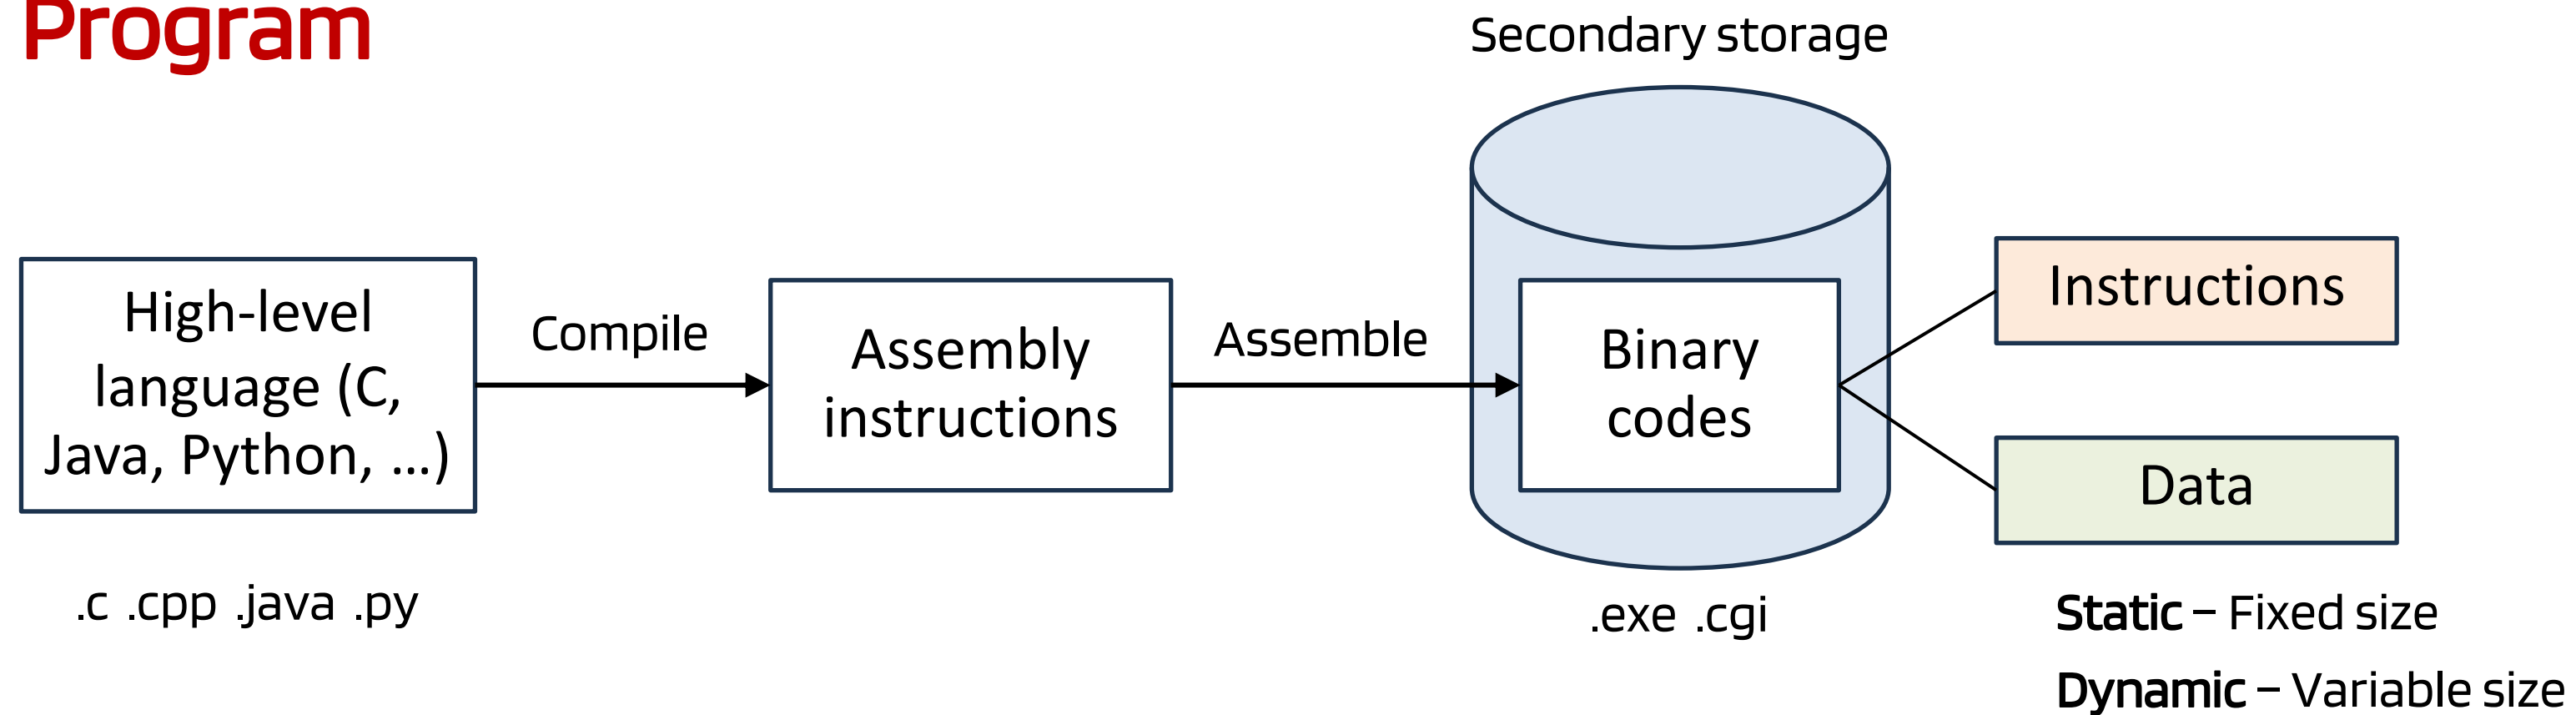 Program
Secondary storage
High-level
language (C,
Java, Python, ...)
Compile
Assembly
instructions
Assemble
Binary
codes
Instructions
Data
.c .cpp .java .py
.exe .cgi
Static – Fixed size
Dynamic – Variable size